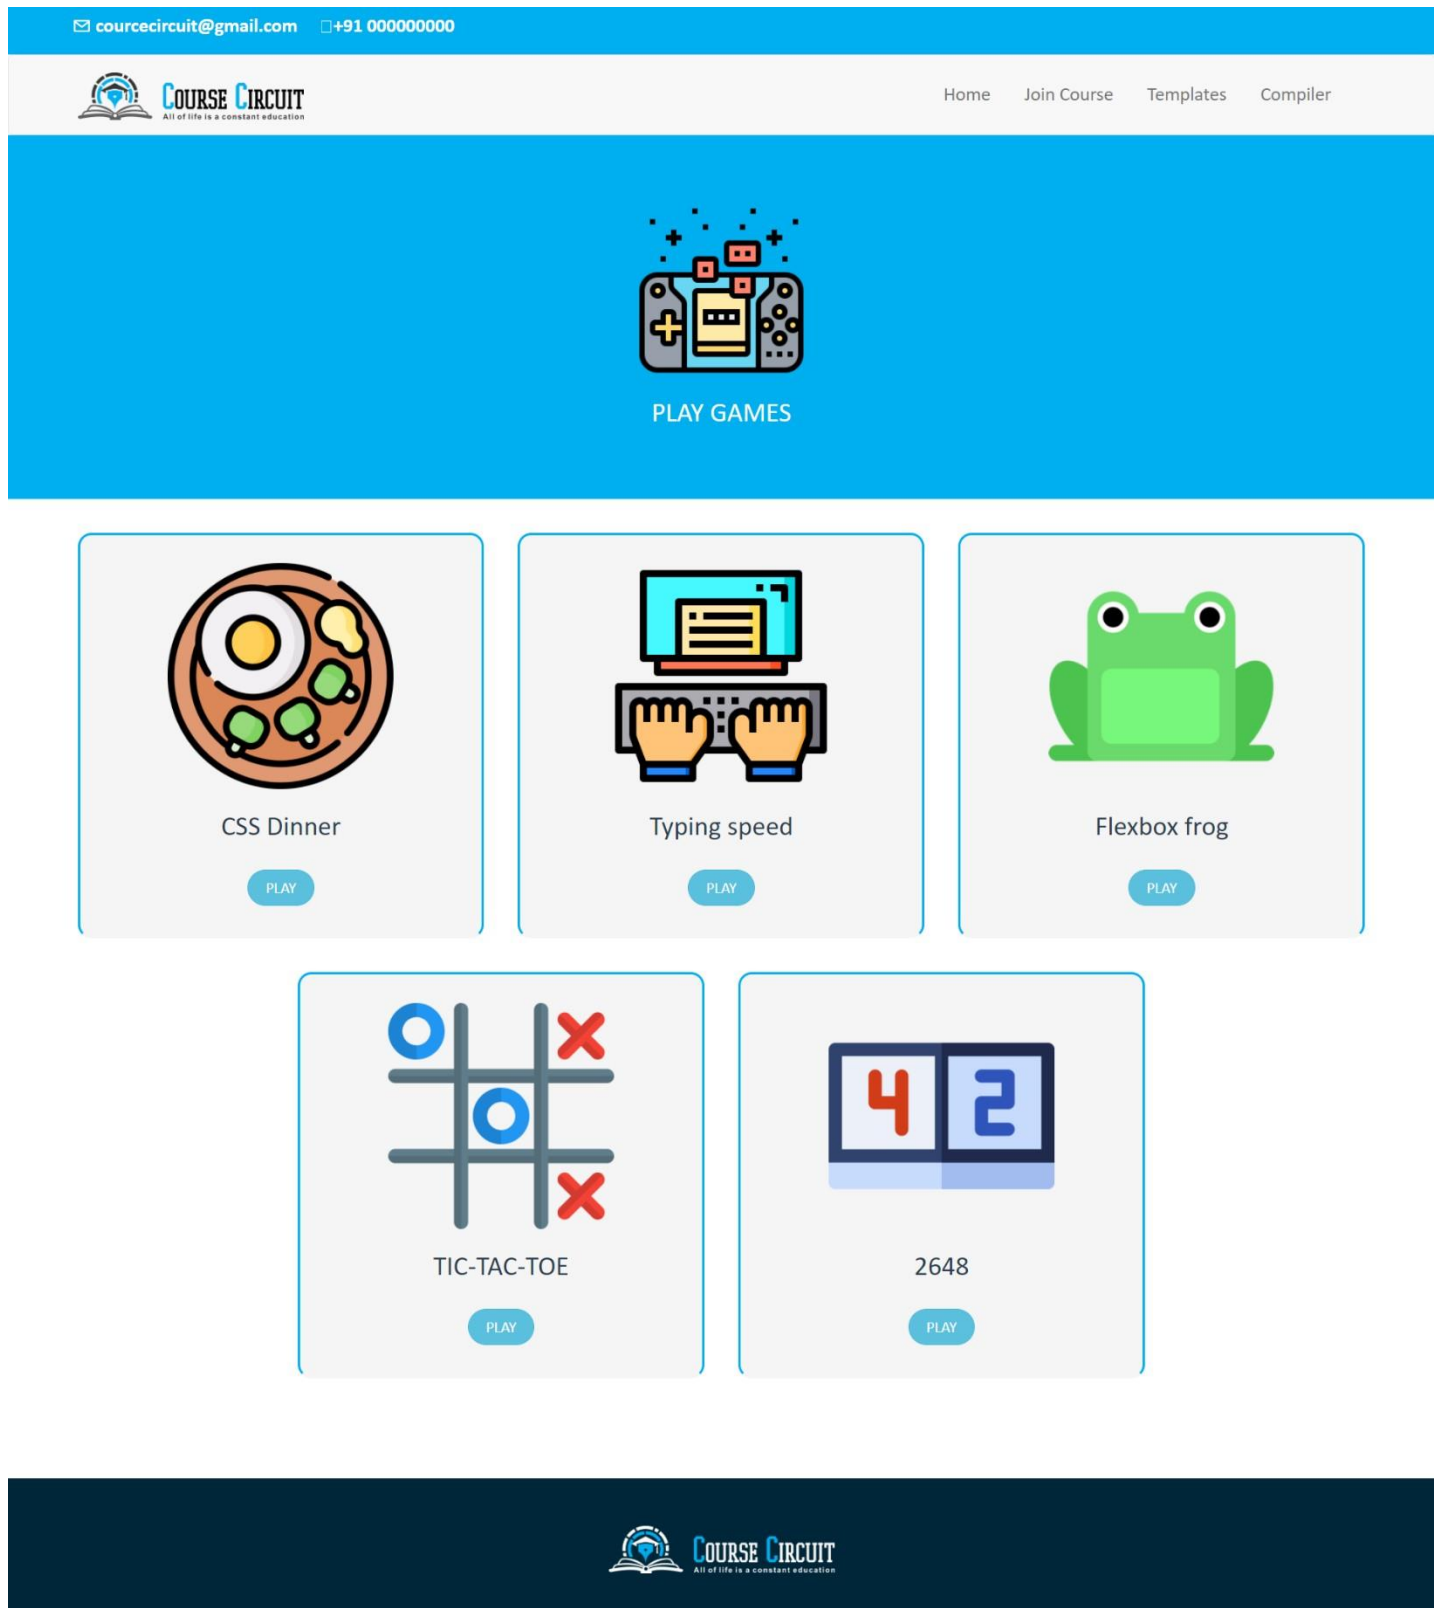 courcecircuit@gmail.com +91 000000000
COURSE CIRCUIT
All of life is a constant education
Home Join Course Templates Compiler
PLAY GAMES
CSS Dinner Typing speed Flexbox frog
PLAY PLAY PLAY
4 2
TIC-TAC-TOE 2648
PLAY PLAY
COURSE CIRCUIT
All of life is a constant education